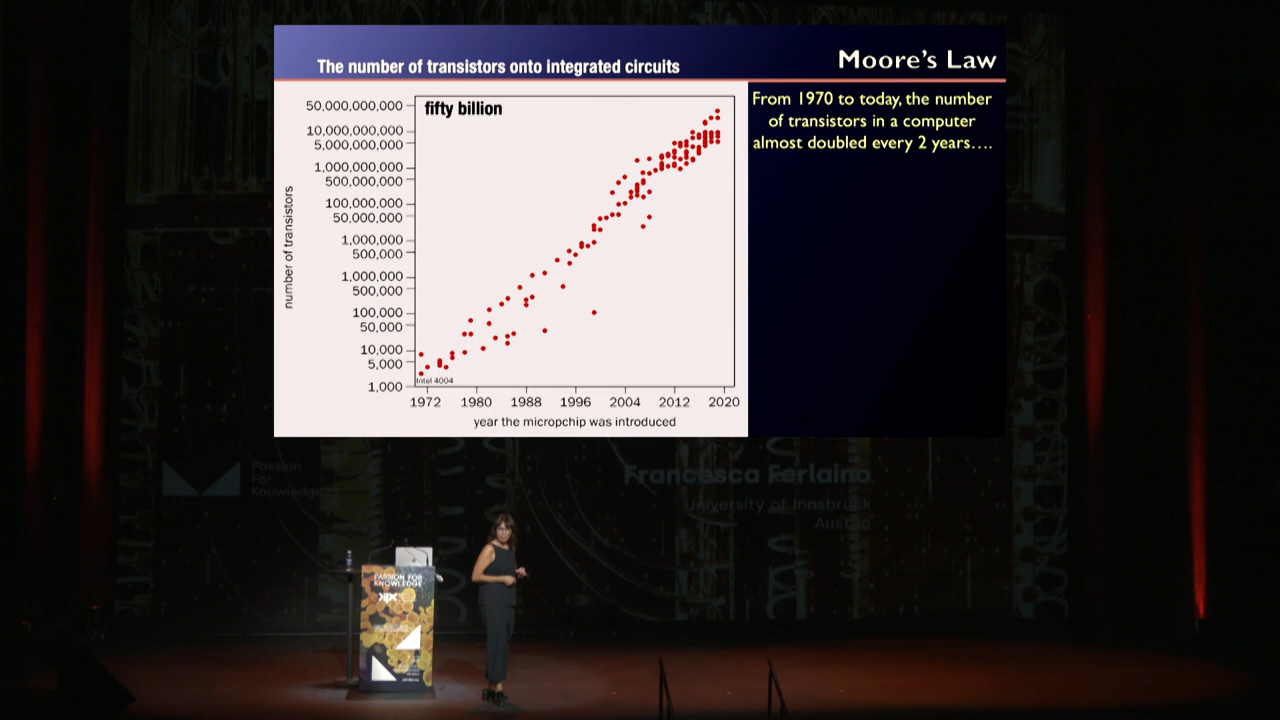 The number of transistors onto integrated circuits
Moore's Law
From 1970 to today, the number
of transistors in a computer
almost doubled every 2 years....
fifty billion
number of transistors
50,000,000,000
10,000,000,000
5,000,000,000
1,000,000,000
500,000,000
100,000,000
50,000,000
1,000,000
500,000
1,000,000
500,000
100,000
50,000
10,000
5,000
1,000
Intel 4004
1972 1980 1988 1996 2004 2012 2020
year the micropchip was introduced
Passion
For
Knowledge
Francesca Ferlaino
University of Innsbruck
Austria
PASSION FOR
KNOWLEDGE